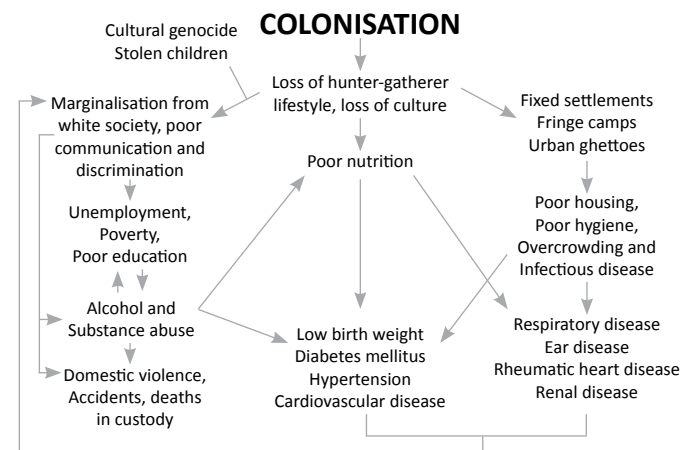 COLONISATION
Cultural genocide
Stolen children
Loss of hunter-gatherer
lifestyle, loss of culture
Marginalisation from
white society, poor
communication and
discrimination
Fixed settlements
Fringe camps
Urban ghettoes
Poor nutrition
Unemployment,
Poverty,
Poor education
Poor housing,
Poor hygiene,
Overcrowding and
Infectious disease
Alcohol and
Substance abuse
Low birth weight
Diabetes mellitus
Hypertension
Cardiovascular disease
Respiratory disease
Ear disease
Rheumatic heart disease
Renal disease
Domestic violence,
Accidents, deaths
in custody